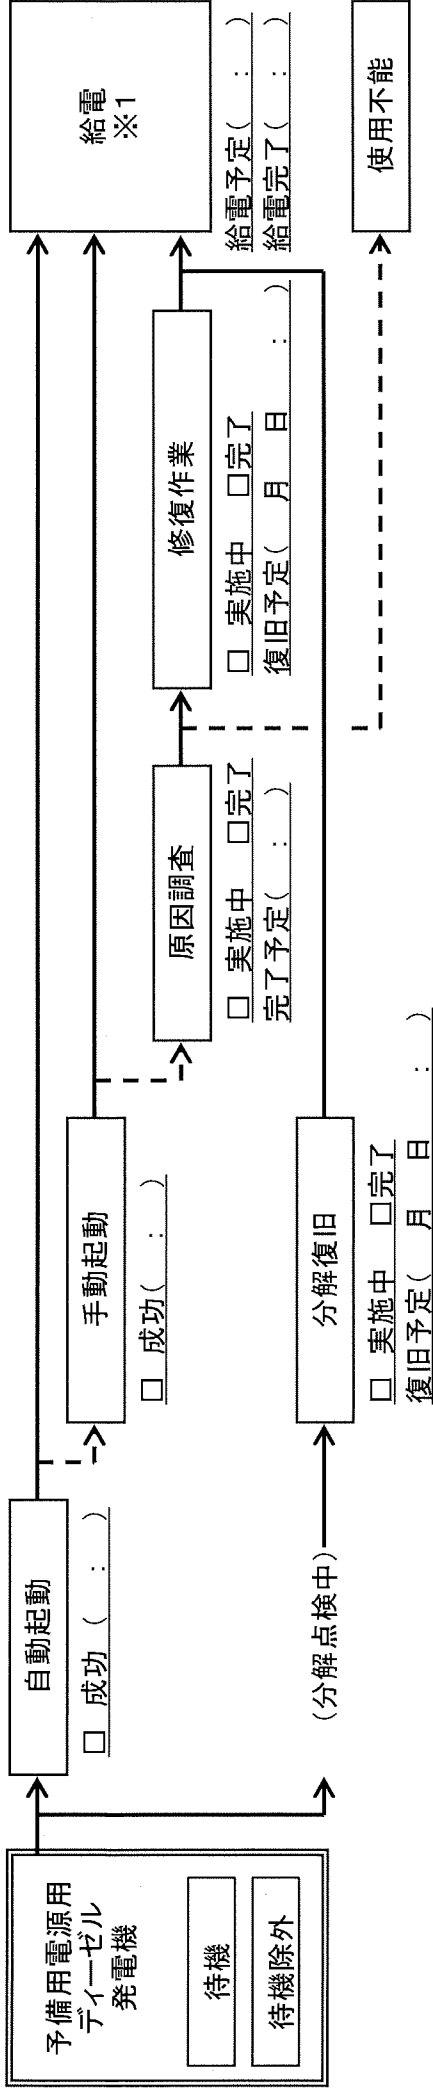 予備用電源用
ディーゼル
発電機
待機
待機除外
自動起動
□ 成功 (   :   )
(分解点検中)
手動起動
□ 成功(   :   )
分解復旧
□ 実施中 □完了
復旧予定(   月   日   :   )
原因調査
□ 実施中 □完了
完了予定(   :   )
修復作業
□ 実施中 □完了
復旧予定(   月   日   :   )
給電
※1
給電予定(   :   )
給電完了(   :   )
使用不能